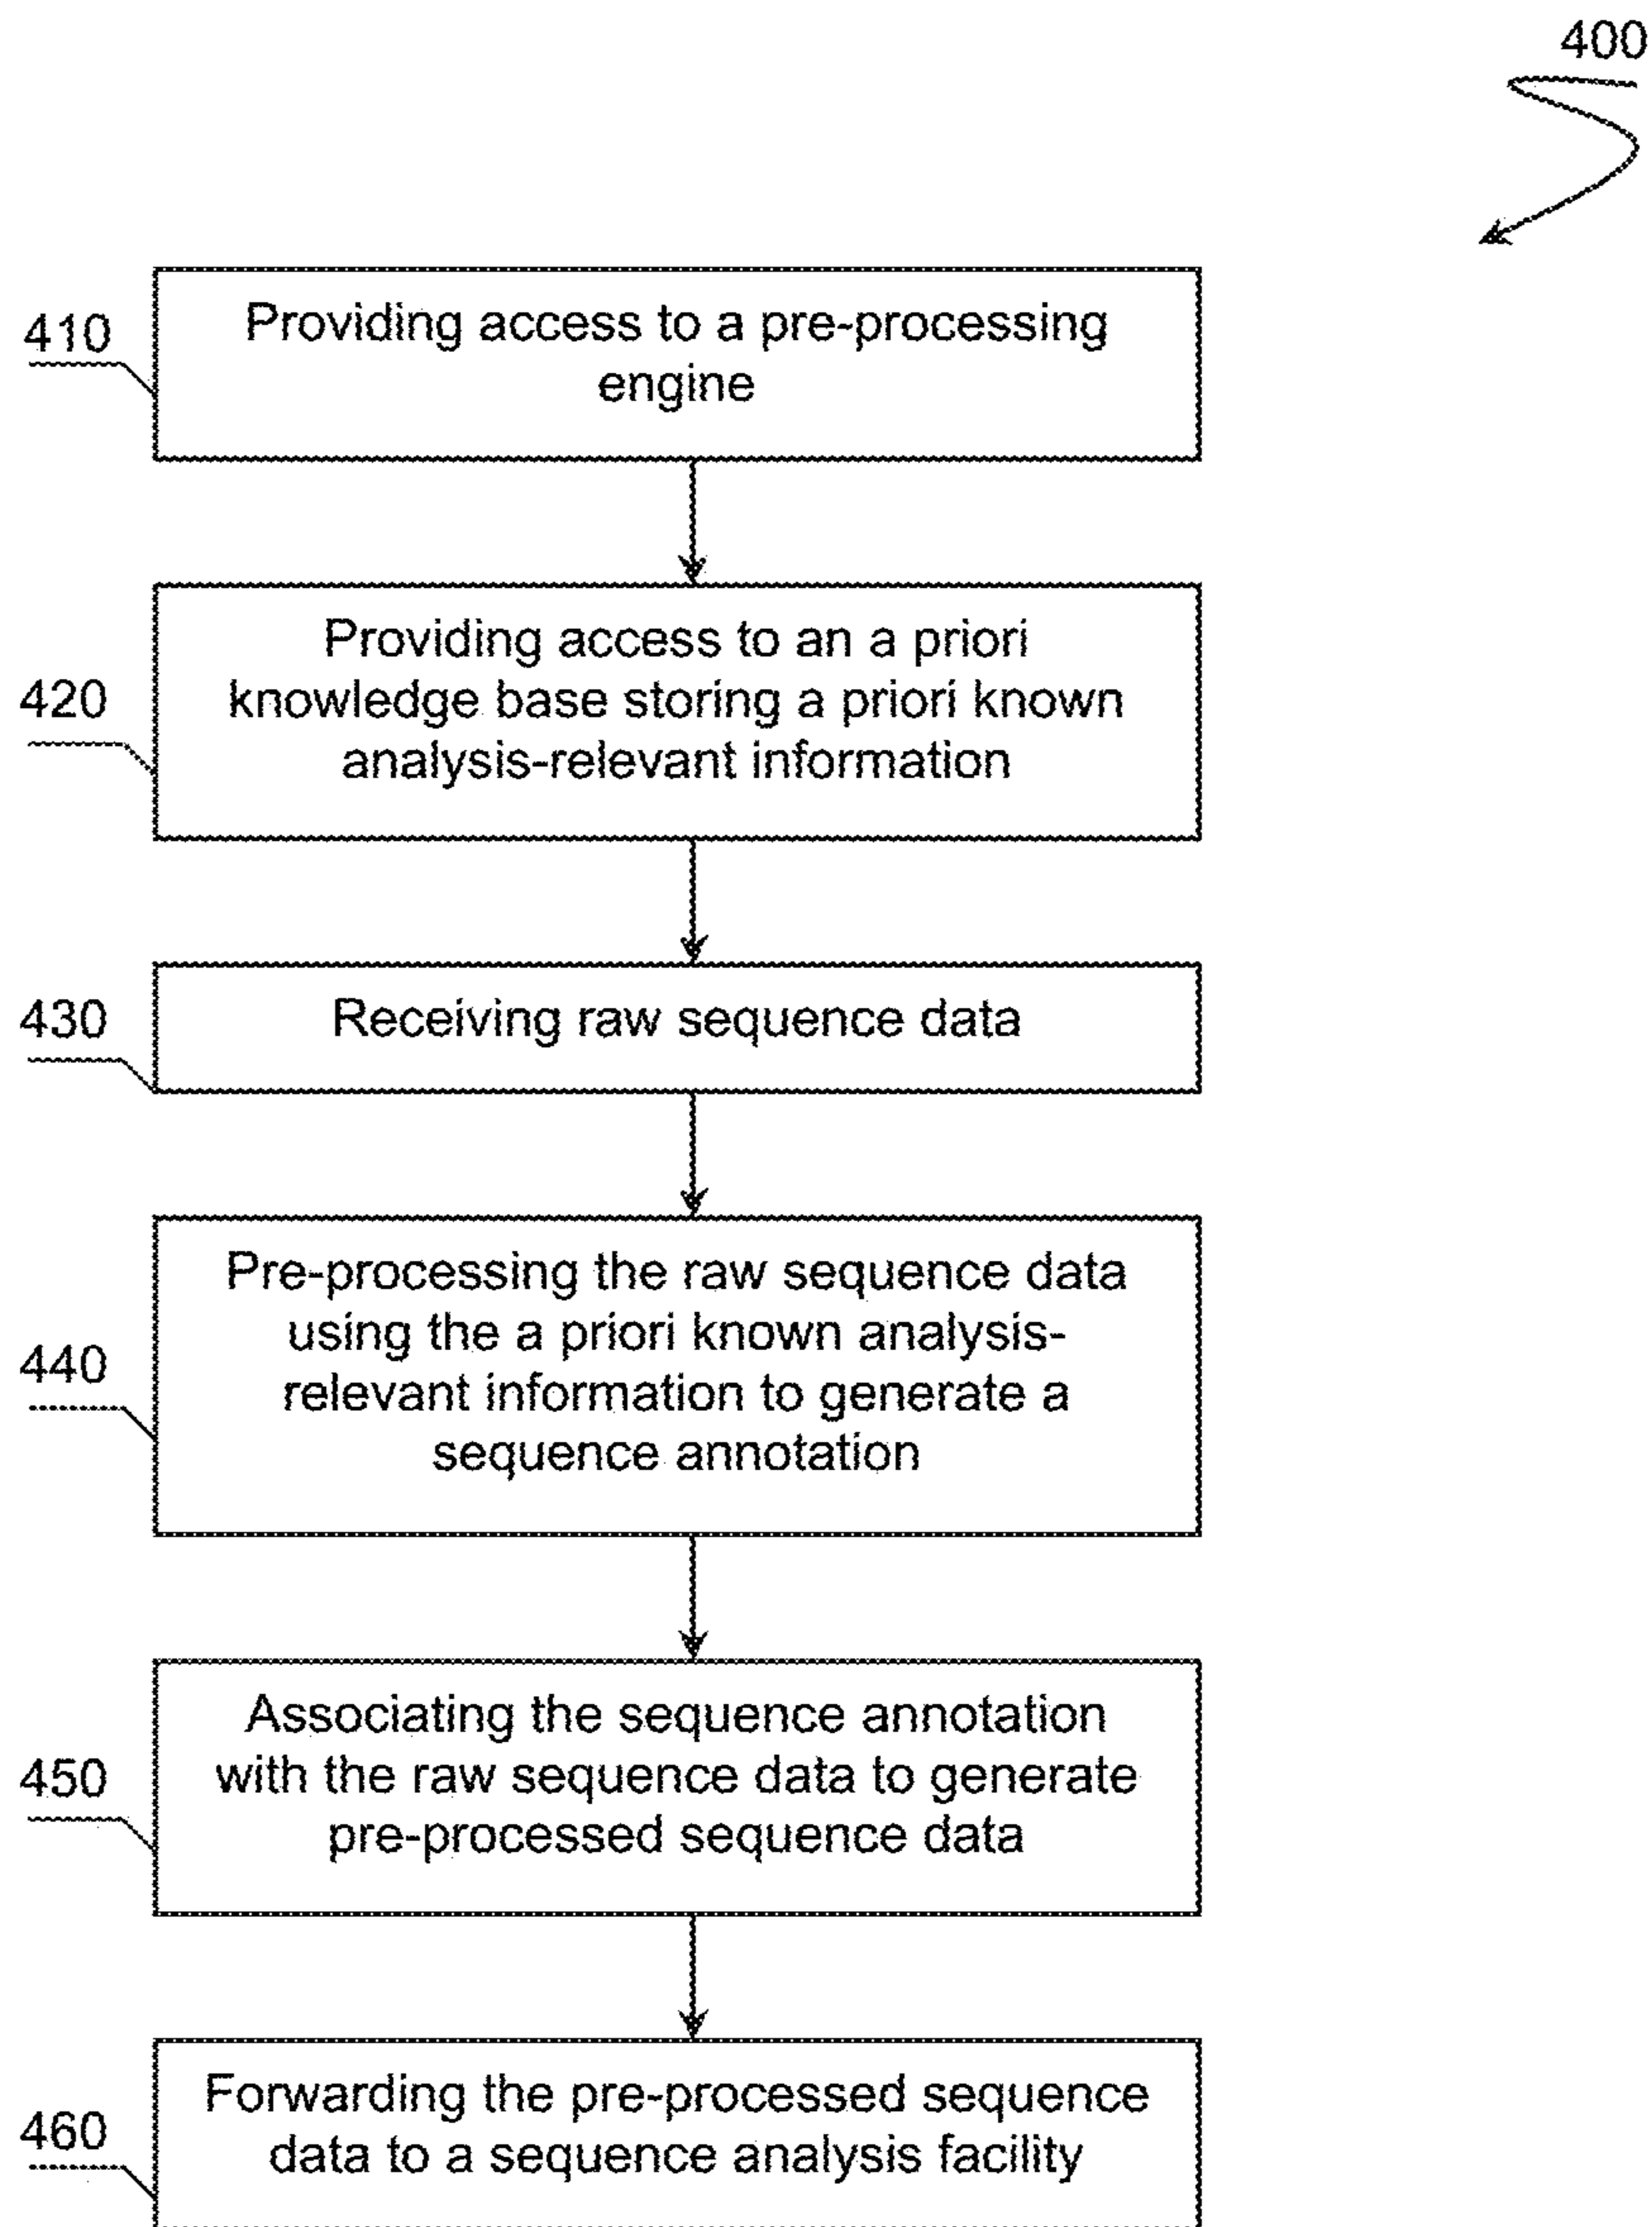 400
410
Providing access to a pre-processing
engine
420
Providing access to an a priori
knowledge base storing a priori known
analysis-relevant information
430
Receiving raw sequence data
440
Pre-processing the raw sequence data
using the a priori known analysis-
relevant information to generate a
sequence annotation
450
Associating the sequence annotation
with the raw sequence data to generate
pre-processed sequence data
460
Forwarding the pre-processed sequence
data to a sequence analysis facility